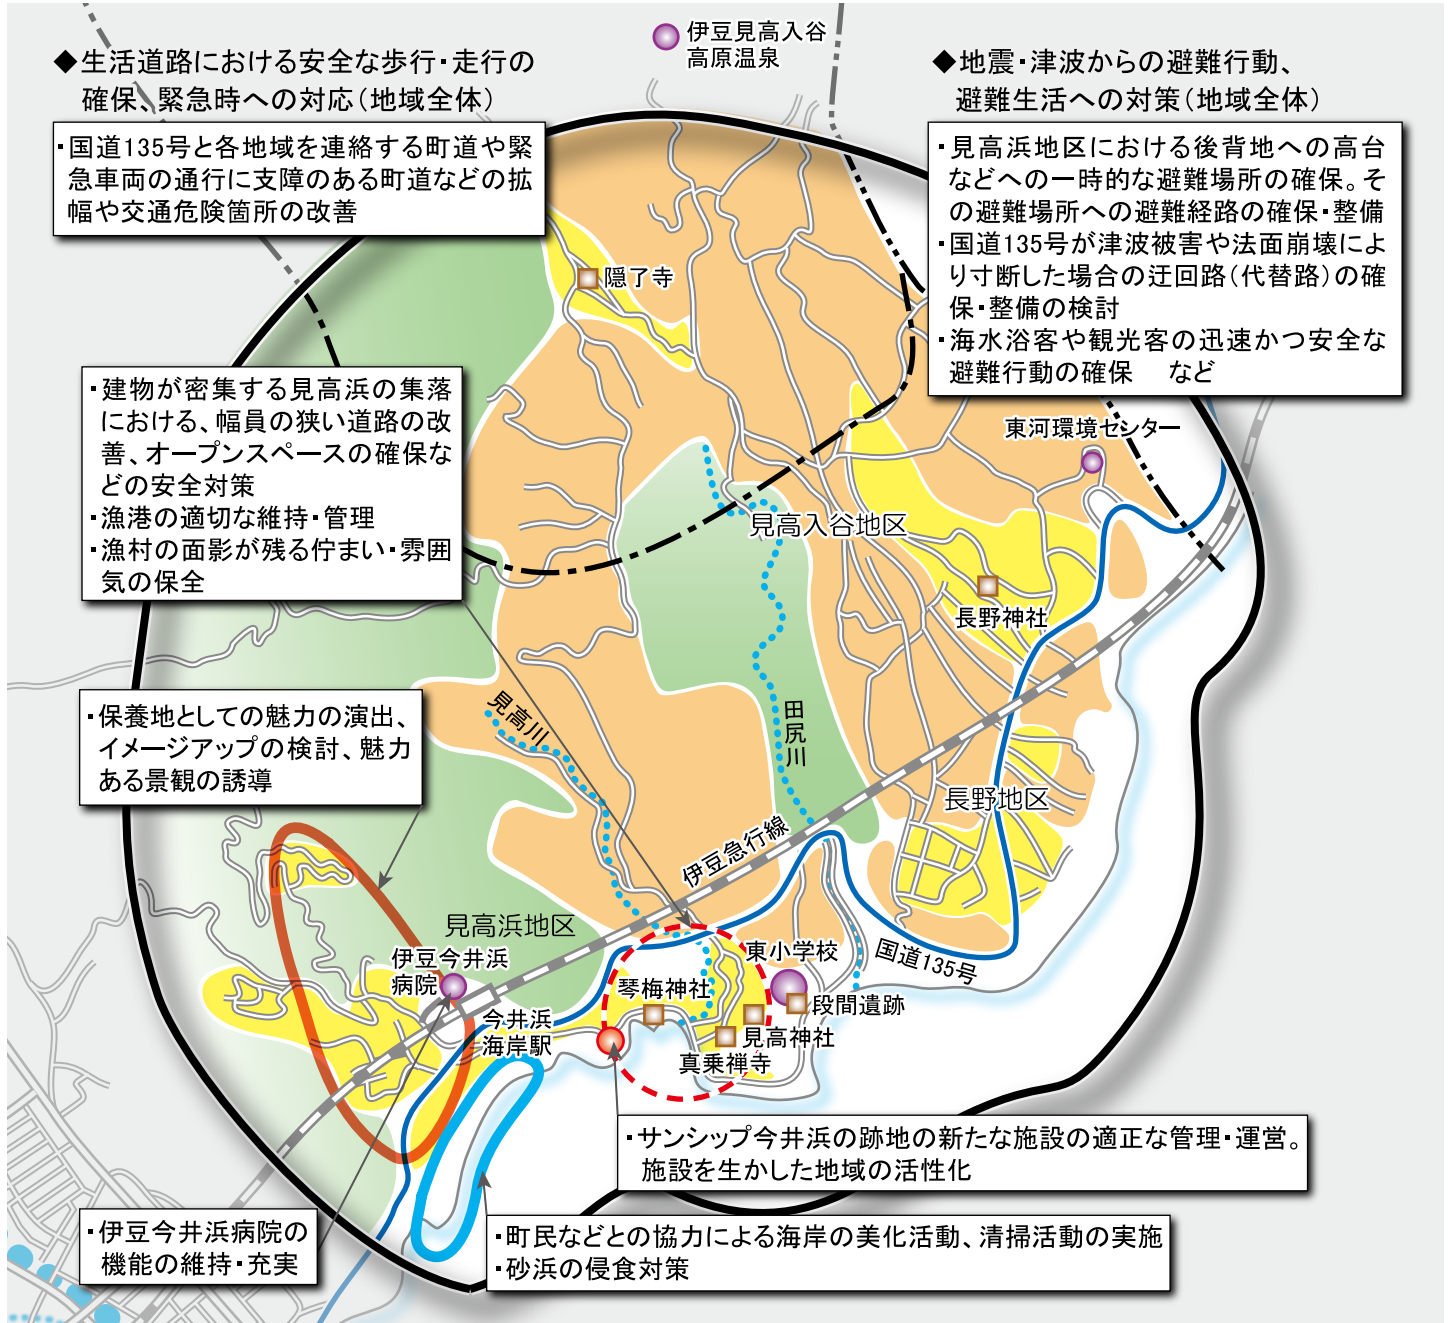 伊豆見高入谷
高原温泉
◆生活道路における安全な歩行・走行の
確保、緊急時への対応（地域全体）
・国道135号と各地域を連絡する町道や緊
急車両の通行に支障のある町道などの拡
幅や交通危険箇所の改善
◆地震・津波からの避難行動、
避難生活への対策（地域全体）
・見高浜地区における後背地への高台
などへの一時的な避難場所の確保。そ
の避難場所への避難経路の確保・整備
・国道135号が津波被害や法面崩壊によ
り寸断した場合の迂回路（代替路）の確
保・整備の検討
・海水浴客や観光客の迅速かつ安全な
避難行動の確保　など
隠了寺
・建物が密集する見高浜の集落
における、幅員の狭い道路の改
善、オープンスペースの確保な
どの安全対策
・漁港の適切な維持・管理
・漁村の面影が残る佇まい・雰囲
気の保全
東河環境センター
見高入谷地区
長野神社
・保養地としての魅力の演出、
イメージアップの検討、魅力
ある景観の誘導
見高川
田尻川
長野地区
伊豆急行線
見高浜地区
伊豆今井浜
病院
東小学校
国道135号
琴梅神社
段間遺跡
今井浜
海岸駅
見高神社
真乗禅寺
・サンシップ今井浜の跡地の新たな施設の適正な管理・運営。
施設を生かした地域の活性化
・伊豆今井浜病院の
機能の維持・充実
・町民などとの協力による海岸の美化活動、清掃活動の実施
・砂浜の侵食対策